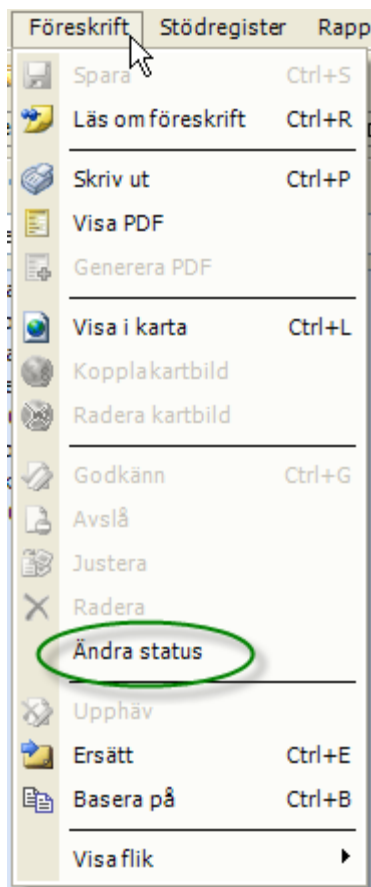 Föreskrift Stödregister Rapp
Spara Ctrl+S
Läs om föreskrift Ctrl+R
Skriv ut Ctrl+P
Visa PDF
Generera PDF
Visa i karta Ctrl+L
Koppla kartbild
Radera kartbild
Godkänn Ctrl+G
Avslå
Justera
Radera
Ändra status
Upphäv
Ersätt Ctrl+E
Basera på Ctrl+B
Visa flik